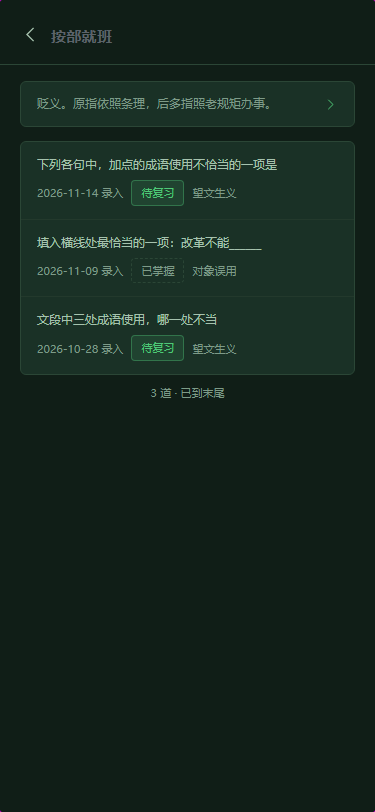 按部就班
贬义。原指依照条理，后多指照老规矩办事。
下列各句中，加点的成语使用不恰当的一项是
2026-11-14 录入 待复习 望文生义
填入横线处最恰当的一项：改革不能______
2026-11-09 录入 已掌握 对象误用
文段中三处成语使用，哪一处不当
2026-10-28 录入 待复习 望文生义
3 道 · 已到末尾